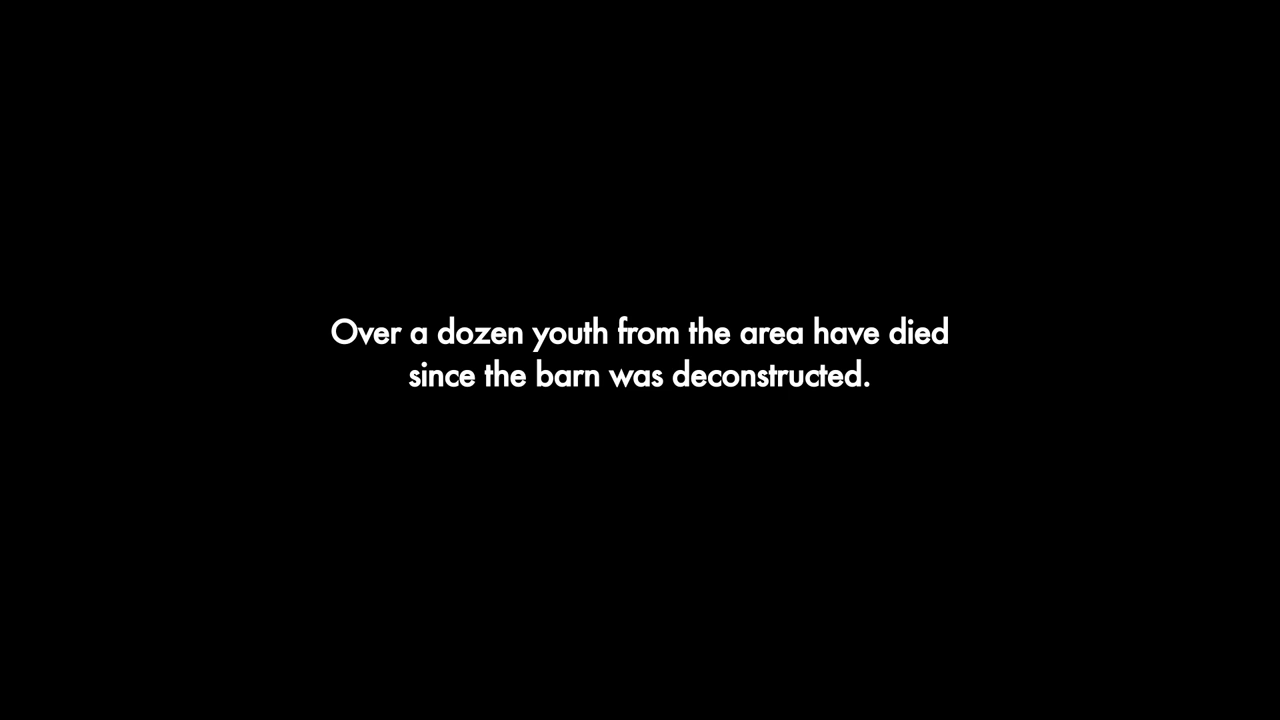 Over a dozen youth from the area have died
since the barn was deconstructed.